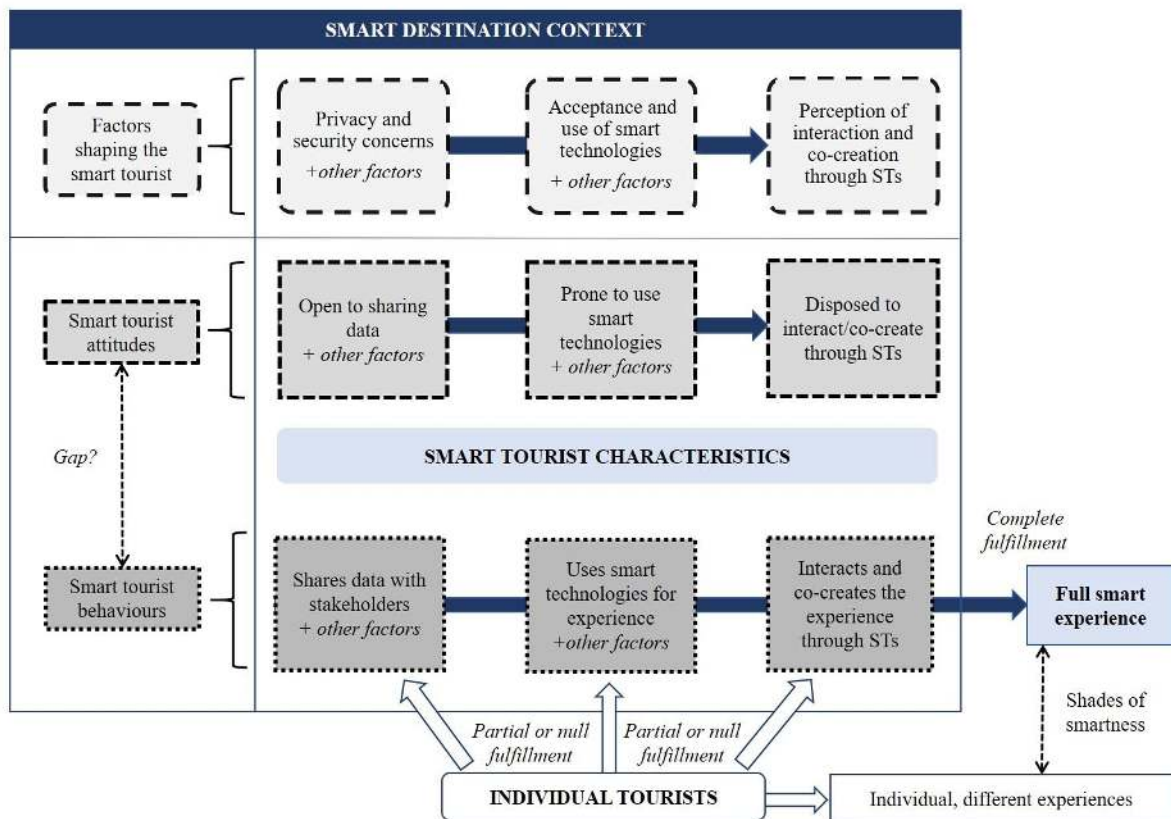 SMART DESTINATION CONTEXT
Factors
shaping the
smart tourist
Privacy and
security concerns
+other factors
Acceptance and
use of smart
technologies
+ other factors
Perception of
interaction and
co-creation
through STs
Smart tourist
attitudes
Open to sharing
data
+ other factors
Prone to use
smart
technologies
+ other factors
Disposed to
interact/co-create
through STs
Gap?
SMART TOURIST CHARACTERISTICS
Smart tourist
behaviours
Shares data with
stakeholders
+ other factors
Uses smart
technologies for
experience
+other factors
Interacts and
co-creates the
experience
through STs
Complete
fulfillment
Full smart
experience
Partial or null
fulfillment
Partial or null
fulfillment
Shades of
smartness
INDIVIDUAL TOURISTS
Individual, different experiences